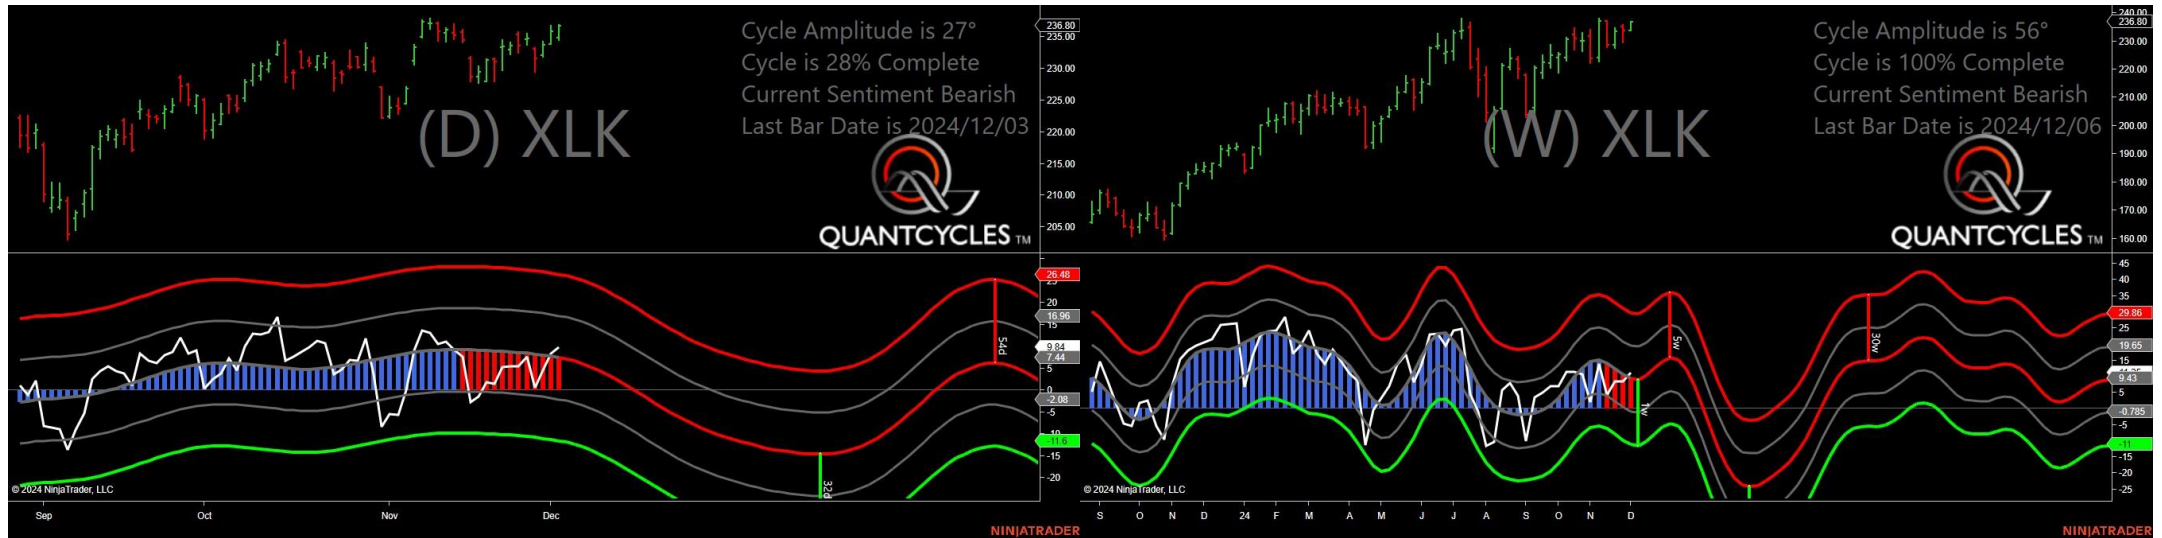 Cycle Amplitude is 27°
Cycle is 28% Complete
Current Sentiment Bearish
Last Bar Date is 2024/12/03
(D) XLK
QUANTCYCLES TM
236.80
235.00
230.00
225.00
220.00
215.00
210.00
205.00
26.48
20
16.96
15
9.84
7.44
5
0
-2.08
-5
-11.6
-15
-20
54d
32d
© 2024 NinjaTrader, LLC
Sep Oct Nov Dec
NINJATRADER
Cycle Amplitude is 56°
Cycle is 100% Complete
Current Sentiment Bearish
Last Bar Date is 2024/12/06
(W) XLK
QUANTCYCLES TM
240.00
236.80
230.00
220.00
210.00
200.00
190.00
180.00
170.00
160.00
45
40
35
29.86
25
19.65
15
9.43
5
-0.785
-5
-11
-15
-20
-25
5w
30w
1w
© 2024 NinjaTrader, LLC
S O N D 24 F M A M J J A S O N D
NINJATRADER